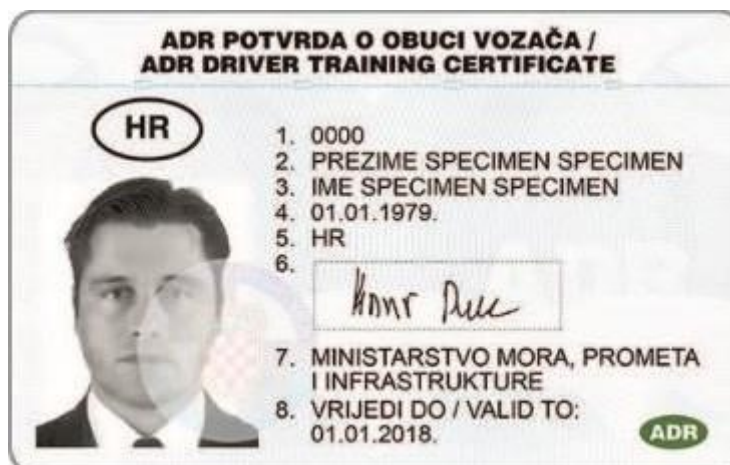 ADR POTVRDA O OBUCI VOZAČA /
ADR DRIVER TRAINING CERTIFICATE
HR
1. 0000
2. PREZIME SPECIMEN SPECIMEN
3. IME SPECIMEN SPECIMEN
4. 01.01.1979.
5. HR
6.
7. MINISTARSTVO MORA, PROMETA
I INFRASTRUKTURE
8. VRIJEDI DO / VALID TO:
01.01.2018.
ADR